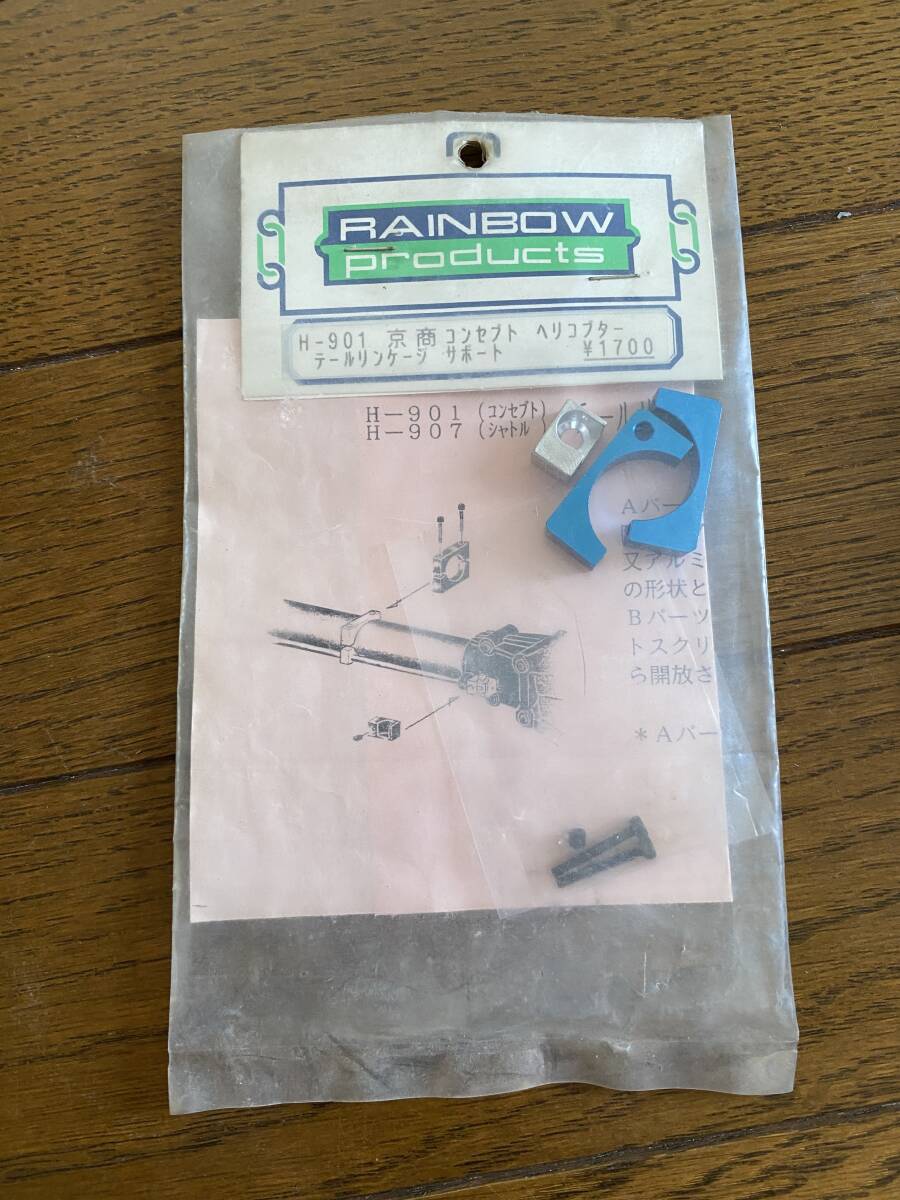 RAINBOW
products
H-901 京商 コンセプト ヘリコプター
テールリンケージ サポート ¥1700
H-901 (コンセプト) テール
H-907 (シャトル)
Aパー
又アルミ
の形状と
Bパーツ
トスクリ
ら開放さ
*Aパー